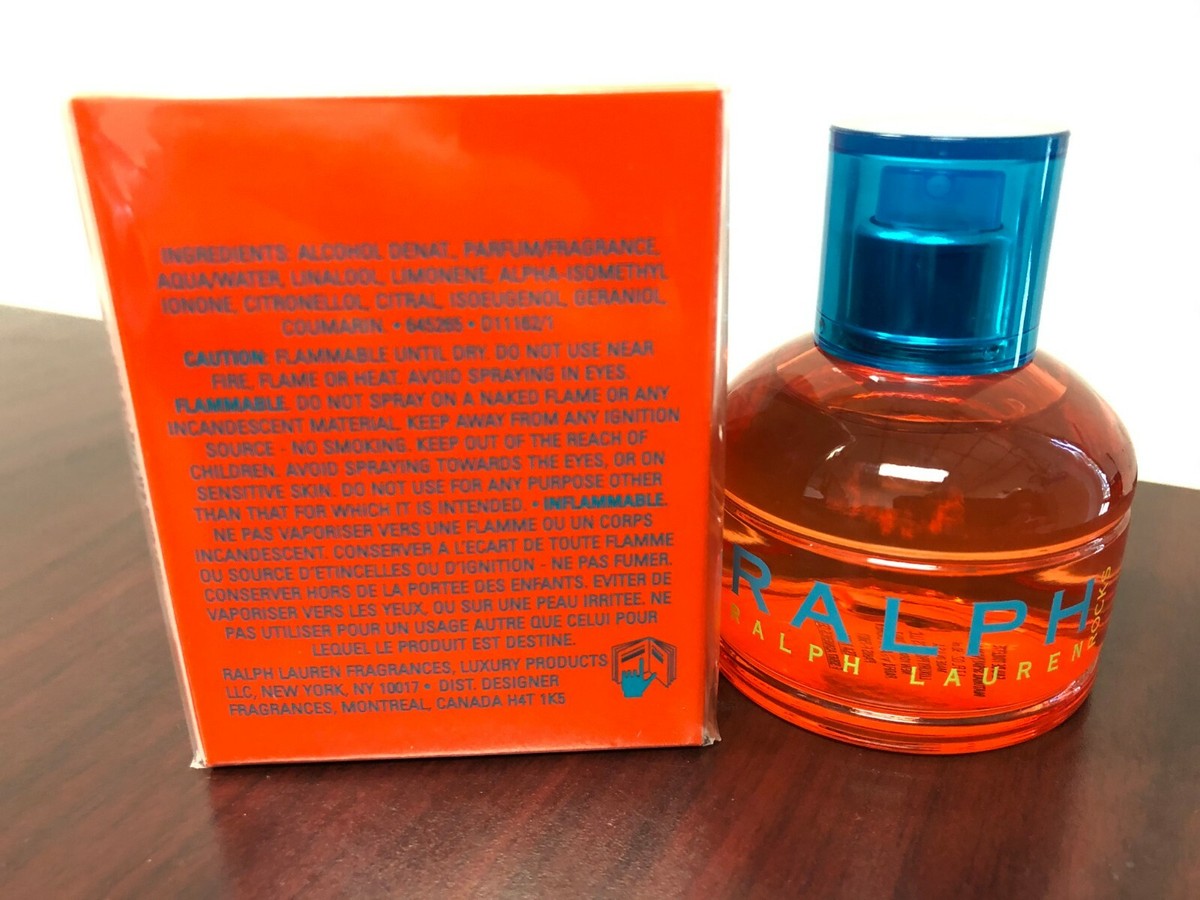 INGREDIENTS: ALCOHOL DENAT., PARFUM/FRAGRANCE,
AQUA/WATER, LINALOOL, LIMONENE, ALPHA-ISOMETHYL
IONONE, CITRONELLOL, CITRAL, ISOEUGENOL, GERANIOL,
COUMARIN. • 645265 • D11162/1
CAUTION: FLAMMABLE UNTIL DRY. DO NOT USE NEAR
FIRE, FLAME OR HEAT. AVOID SPRAYING IN EYES.
FLAMMABLE. DO NOT SPRAY ON A NAKED FLAME OR ANY
INCANDESCENT MATERIAL. KEEP AWAY FROM ANY IGNITION
SOURCE - NO SMOKING. KEEP OUT OF THE REACH OF
CHILDREN. AVOID SPRAYING TOWARDS THE EYES, OR ON
SENSITIVE SKIN. DO NOT USE FOR ANY PURPOSE OTHER
THAN THAT FOR WHICH IT IS INTENDED. • INFLAMMABLE.
NE PAS VAPORISER VERS UNE FLAMME OU UN CORPS
INCANDESCENT. CONSERVER A L'ECART DE TOUTE FLAMME
OU SOURCE D'ETINCELLES OU D'IGNITION - NE PAS FUMER.
CONSERVER HORS DE LA PORTEE DES ENFANTS. EVITER DE
VAPORISER VERS LES YEUX, OU SUR UNE PEAU IRRITEE. NE
PAS UTILISER POUR UN USAGE AUTRE QUE CELUI POUR
LEQUEL LE PRODUIT EST DESTINE.
RALPH LAUREN FRAGRANCES, LUXURY PRODUCTS
LLC, NEW YORK, NY 10017 • DIST. DESIGNER
FRAGRANCES, MONTREAL, CANADA H4T 1K5
RALPH
RALPH LAUREN
ROCKS